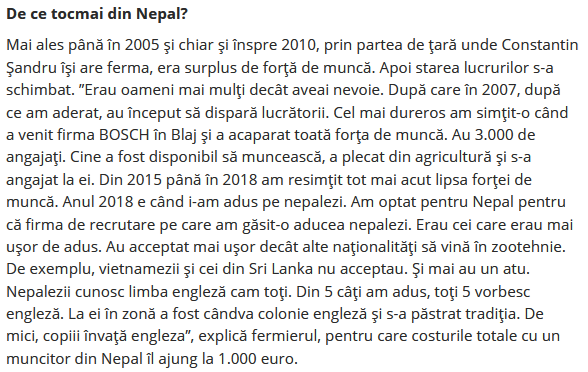 De ce tocmai din Nepal?
Mai ales până în 2005 şi chiar şi înspre 2010, prin partea de ţară unde Constantin
Şandru îşi are ferma, era surplus de forţă de muncă. Apoi starea lucrurilor s-a
schimbat. ”Erau oameni mai mulţi decât aveai nevoie. După care în 2007, după
ce am aderat, au început să dispară lucrătorii. Cel mai dureros am simţit-o când
a venit firma BOSCH în Blaj şi a acaparat toată forţa de muncă. Au 3.000 de
angajaţi. Cine a fost disponibil să muncească, a plecat din agricultură şi s-a
angajat la ei. Din 2015 până în 2018 am resimţit tot mai acut lipsa forţei de
muncă. Anul 2018 e când i-am adus pe nepalezi. Am optat pentru Nepal pentru
că firma de recrutare pe care am găsit-o aducea nepalezi. Erau cei care erau mai
uşor de adus. Au acceptat mai uşor decât alte naţionalităţi să vină în zootehnie.
De exemplu, vietnamezii şi cei din Sri Lanka nu acceptau. Şi mai au un atu.
Nepalezii cunosc limba engleză cam toţi. Din 5 câţi am adus, toţi 5 vorbesc
engleză. La ei în zonă a fost cândva colonie engleză şi s-a păstrat tradiţia. De
mici, copiii învaţă engleza”, explică fermierul, pentru care costurile totale cu un
muncitor din Nepal îl ajung la 1.000 euro.